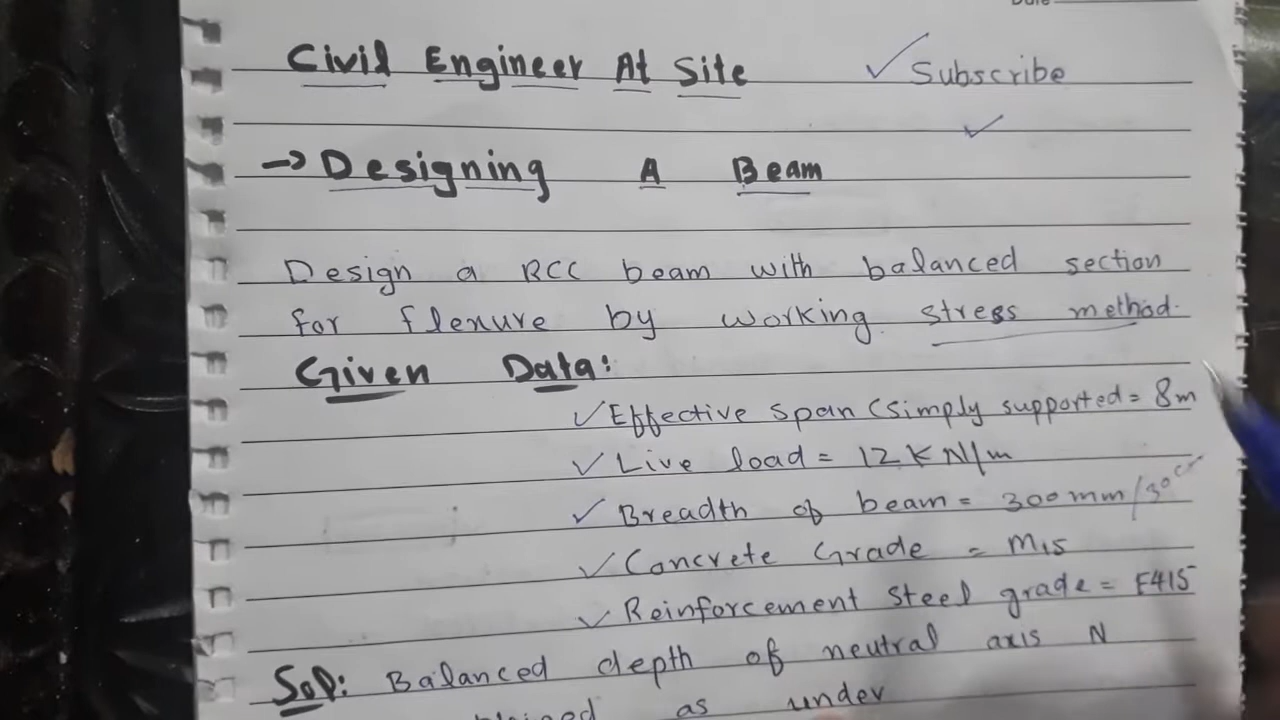 Civil Engineer At Site ✓ Subscribe
✓
→ Designing A Beam
Design a RCC beam with balanced section
for flexure by working stress method.
Given Data:
✓ Effective span (simply supported = 8m
✓ Live load = 12 KN/m
✓ Breadth of beam = 300mm/30cm
✓ Concrete Grade = M15
✓ Reinforcement steel grade = F415
Sol: Balanced depth of neutral axis N
as under